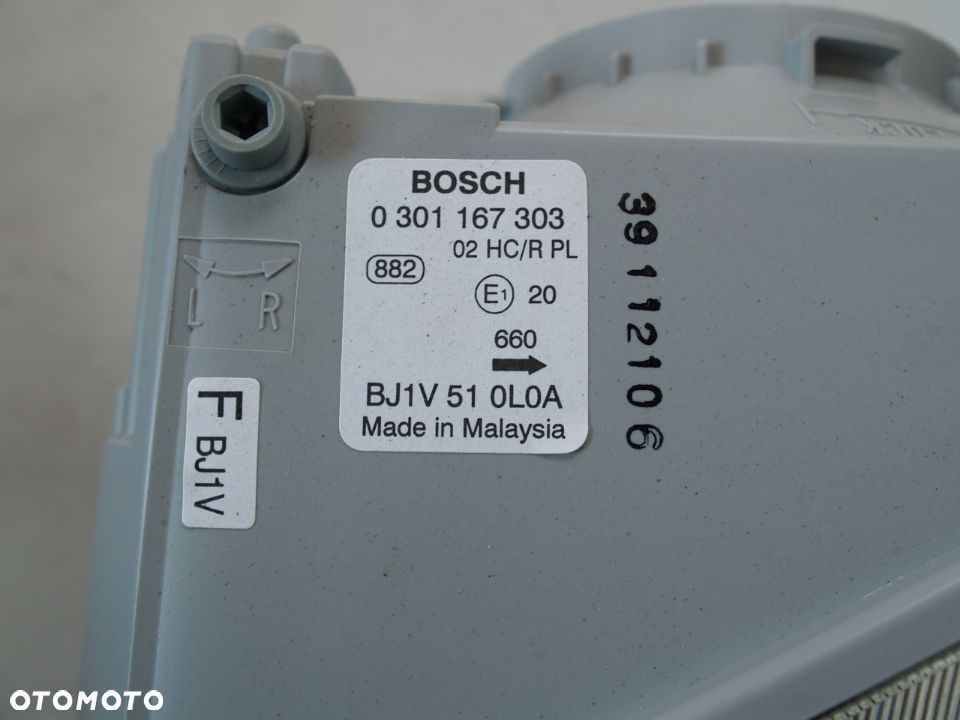 BOSCH
0 301 167 303
02 HC/R PL
882
E1 20
660
BJ1V 51 0L0A
Made in Malaysia
L R
F BJ1V
39112106
OTOMOTO